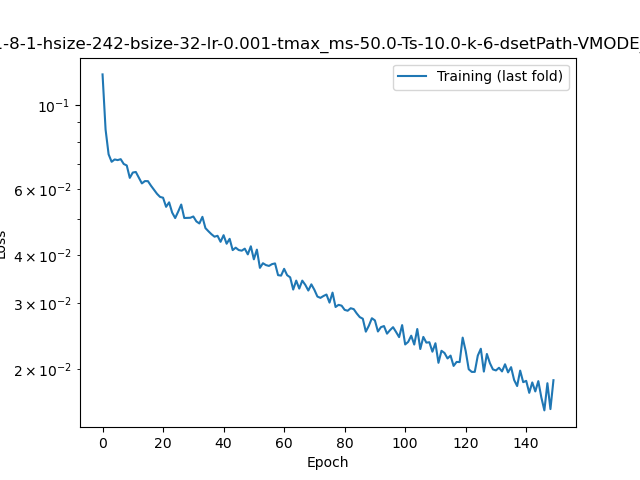 -8-1-hsize-242-bsize-32-lr-0.001-tmax_ms-50.0-Ts-10.0-k-6-dsetPath-VMODE
Training (last fold)
Loss
10⁻¹
6 × 10⁻²
4 × 10⁻²
3 × 10⁻²
2 × 10⁻²
0 20 40 60 80 100 120 140
Epoch